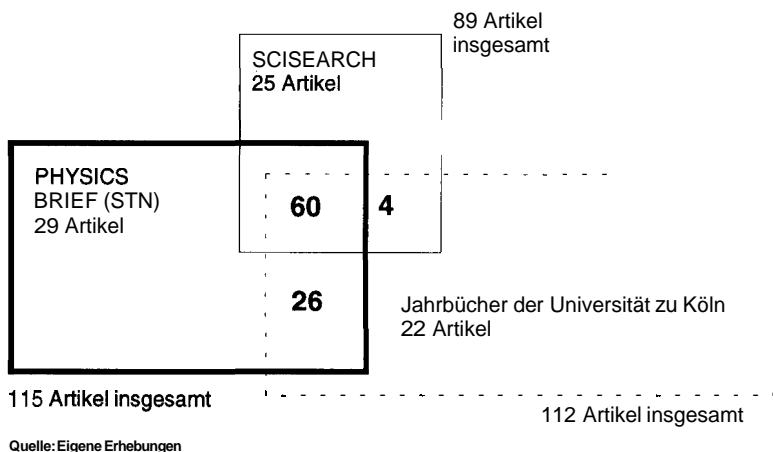 89 Artikel
insgesamt
SCISEARCH
25 Artikel
PHYSICS
BRIEF (STN)
29 Artikel
60
4
26
Jahrbücher der Universität zu Köln
22 Artikel
115 Artikel insgesamt
112 Artikel insgesamt
Quelle: Eigene Erhebungen